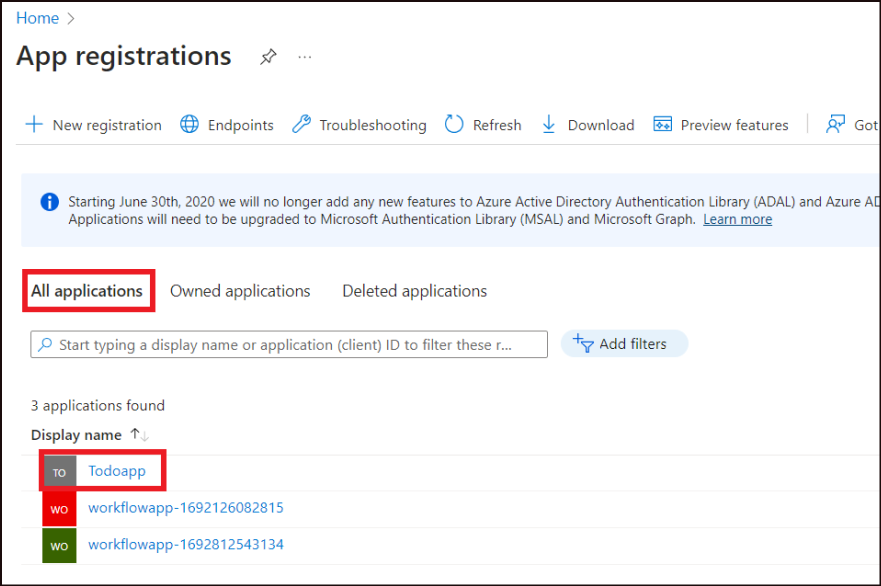 Home
App registrations
New registration Endpoints Troubleshooting Refresh Download Preview features Got
Starting June 30th, 2020 we will no longer add any new features to Azure Active Directory Authentication Library (ADAL) and Azure AD
Applications will need to be upgraded to Microsoft Authentication Library (MSAL) and Microsoft Graph. Learn more
All applications Owned applications Deleted applications
Start typing a display name or application (client) ID to filter these r... Add filters
3 applications found
Display name
TO Todoapp
WO workflowapp-1692126082815
WO workflowapp-1692812543134